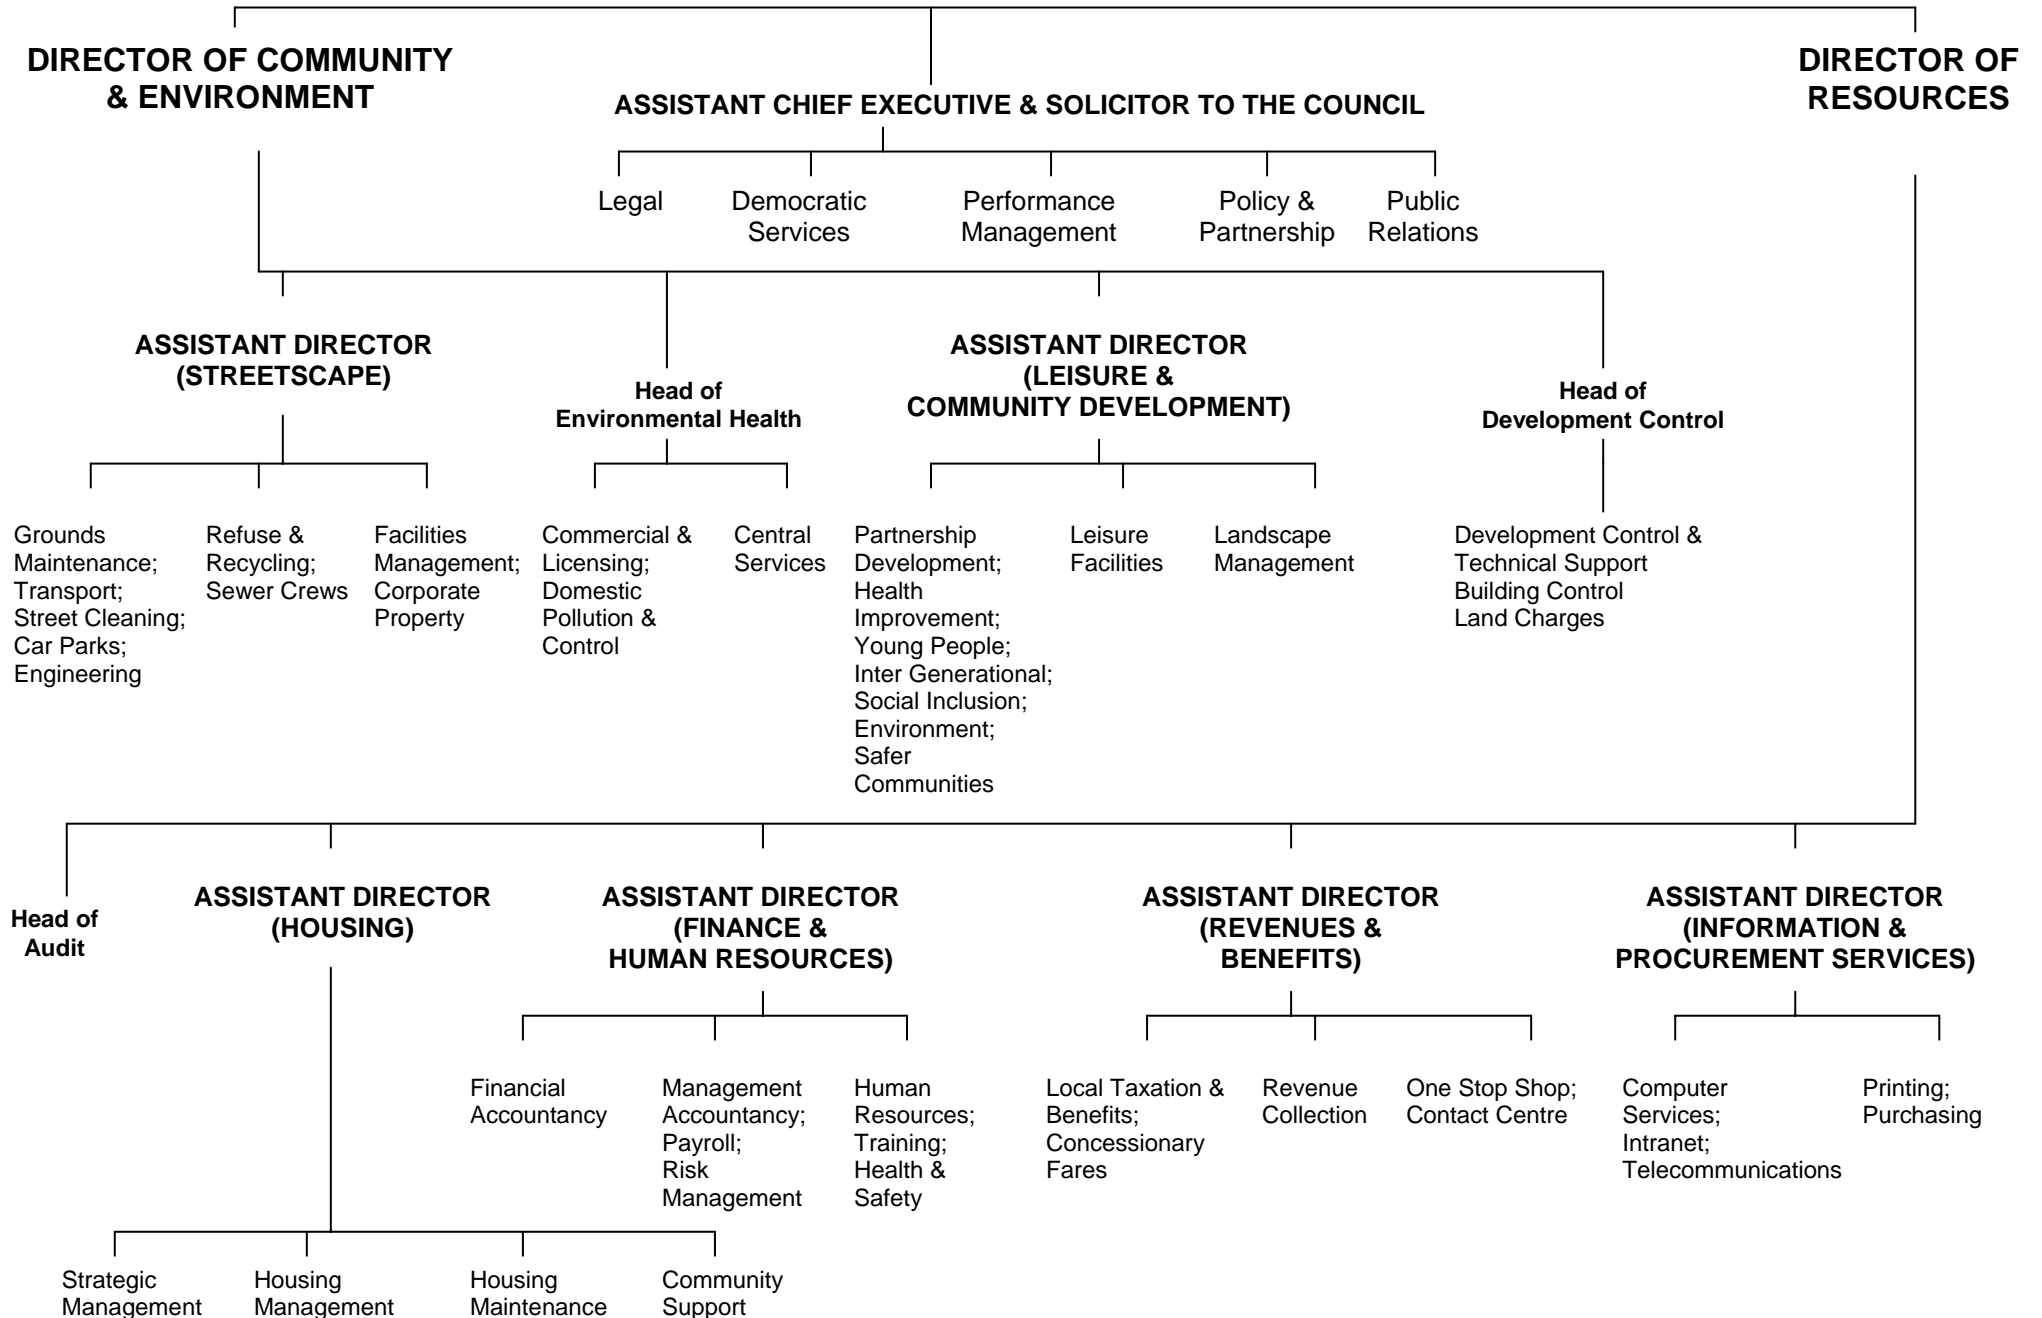 DIRECTOR OF COMMUNITY
& ENVIRONMENT
ASSISTANT CHIEF EXECUTIVE & SOLICITOR TO THE COUNCIL
DIRECTOR OF
RESOURCES
Legal
Democratic
Services
Performance
Management
Policy &
Partnership
Public
Relations
ASSISTANT DIRECTOR
(STREETSCAPE)
Head of
Environmental Health
ASSISTANT DIRECTOR
(LEISURE &
COMMUNITY DEVELOPMENT)
Head of
Development Control
Grounds
Maintenance;
Transport;
Street Cleaning;
Car Parks;
Engineering
Refuse &
Recycling;
Sewer Crews
Facilities
Management;
Corporate
Property
Commercial &
Licensing;
Domestic
Pollution &
Control
Central
Services
Partnership
Development;
Health
Improvement;
Young People;
Inter Generational;
Social Inclusion;
Environment;
Safer
Communities
Leisure
Facilities
Landscape
Management
Development Control &
Technical Support
Building Control
Land Charges
Head of
Audit
ASSISTANT DIRECTOR
(HOUSING)
ASSISTANT DIRECTOR
(FINANCE &
HUMAN RESOURCES)
ASSISTANT DIRECTOR
(REVENUES &
BENEFITS)
ASSISTANT DIRECTOR
(INFORMATION &
PROCUREMENT SERVICES)
Financial
Accountancy
Management
Accountancy;
Payroll;
Risk
Management
Human
Resources;
Training;
Health &
Safety
Local Taxation &
Benefits;
Concessionary
Fares
Revenue
Collection
One Stop Shop;
Contact Centre
Computer
Services;
Intranet;
Telecommunications
Printing;
Purchasing
Strategic
Management
Housing
Management
Housing
Maintenance
Community
Support